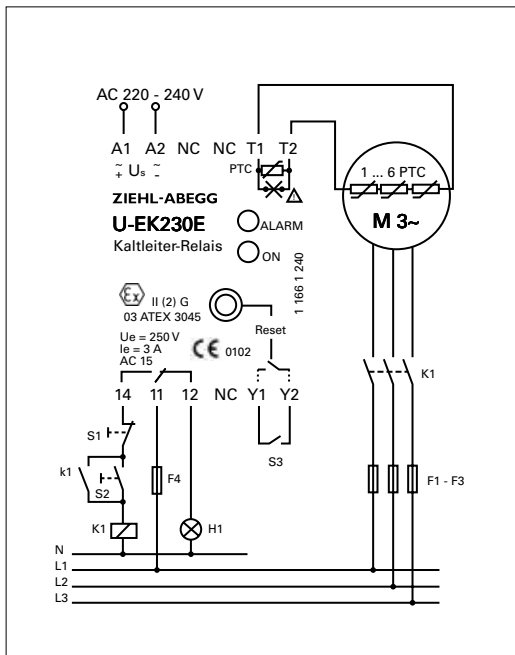 AC 220 - 240 V
A1 A2 NC NC T1 T2
~ Us ~
+ -
PTC
1 ... 6 PTC
M 3~
ZIEHL-ABEGG
U-EK230E
Kaltleiter-Relais
ALARM
ON
1 166 1 240
Ex II (2) G
03 ATEX 3045
Ue = 250 V
Ie = 3 A
AC 15
CE 0102
Reset
14 11 12 NC Y1 Y2
K1
S1
S3
k1
S2
F4
F1 - F3
K1
H1
N
L1
L2
L3